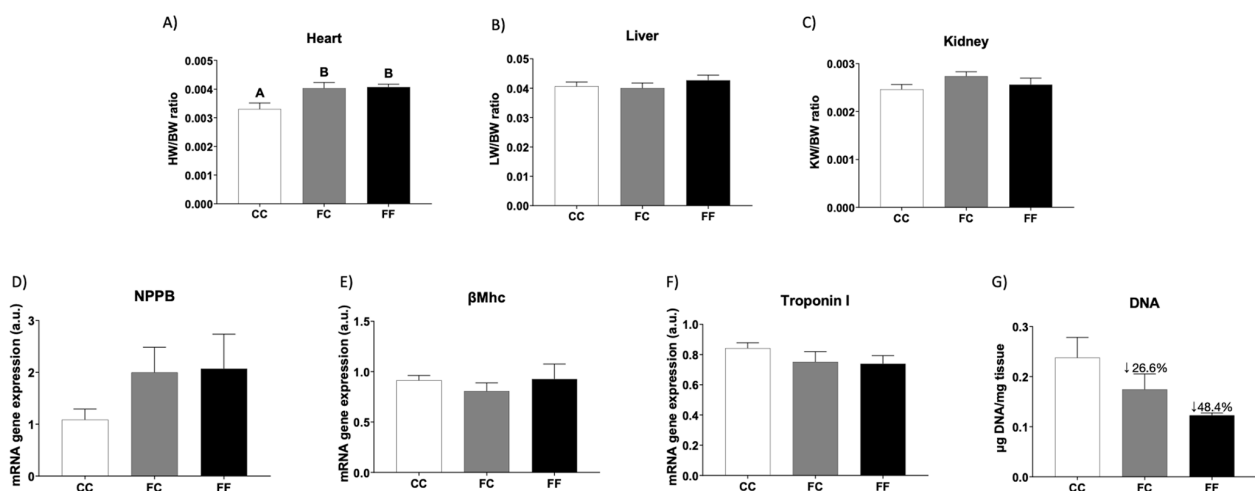 A)
Heart
HW/BW ratio
0.005
0.004
0.003
0.002
0.001
0.000
A
B
B
CC FC FF
B)
Liver
LW/BW ratio
0.05
0.04
0.03
0.02
0.01
0.00
CC FC FF
C)
Kidney
KW/BW ratio
0.003
0.002
0.001
0.000
CC FC FF
D)
NPPB
mRNA gene expression (a.u.)
3
2
1
0
CC FC FF
E)
βMhc
mRNA gene expression (a.u.)
1.5
1.0
0.5
0.0
CC FC FF
F)
Troponin I
mRNA gene expression (a.u.)
1.0
0.8
0.6
0.4
0.2
0.0
CC FC FF
G)
DNA
µg DNA/mg tissue
0.3
0.2
0.1
0.0
↓26.6%
↓48.4%
CC FC FF